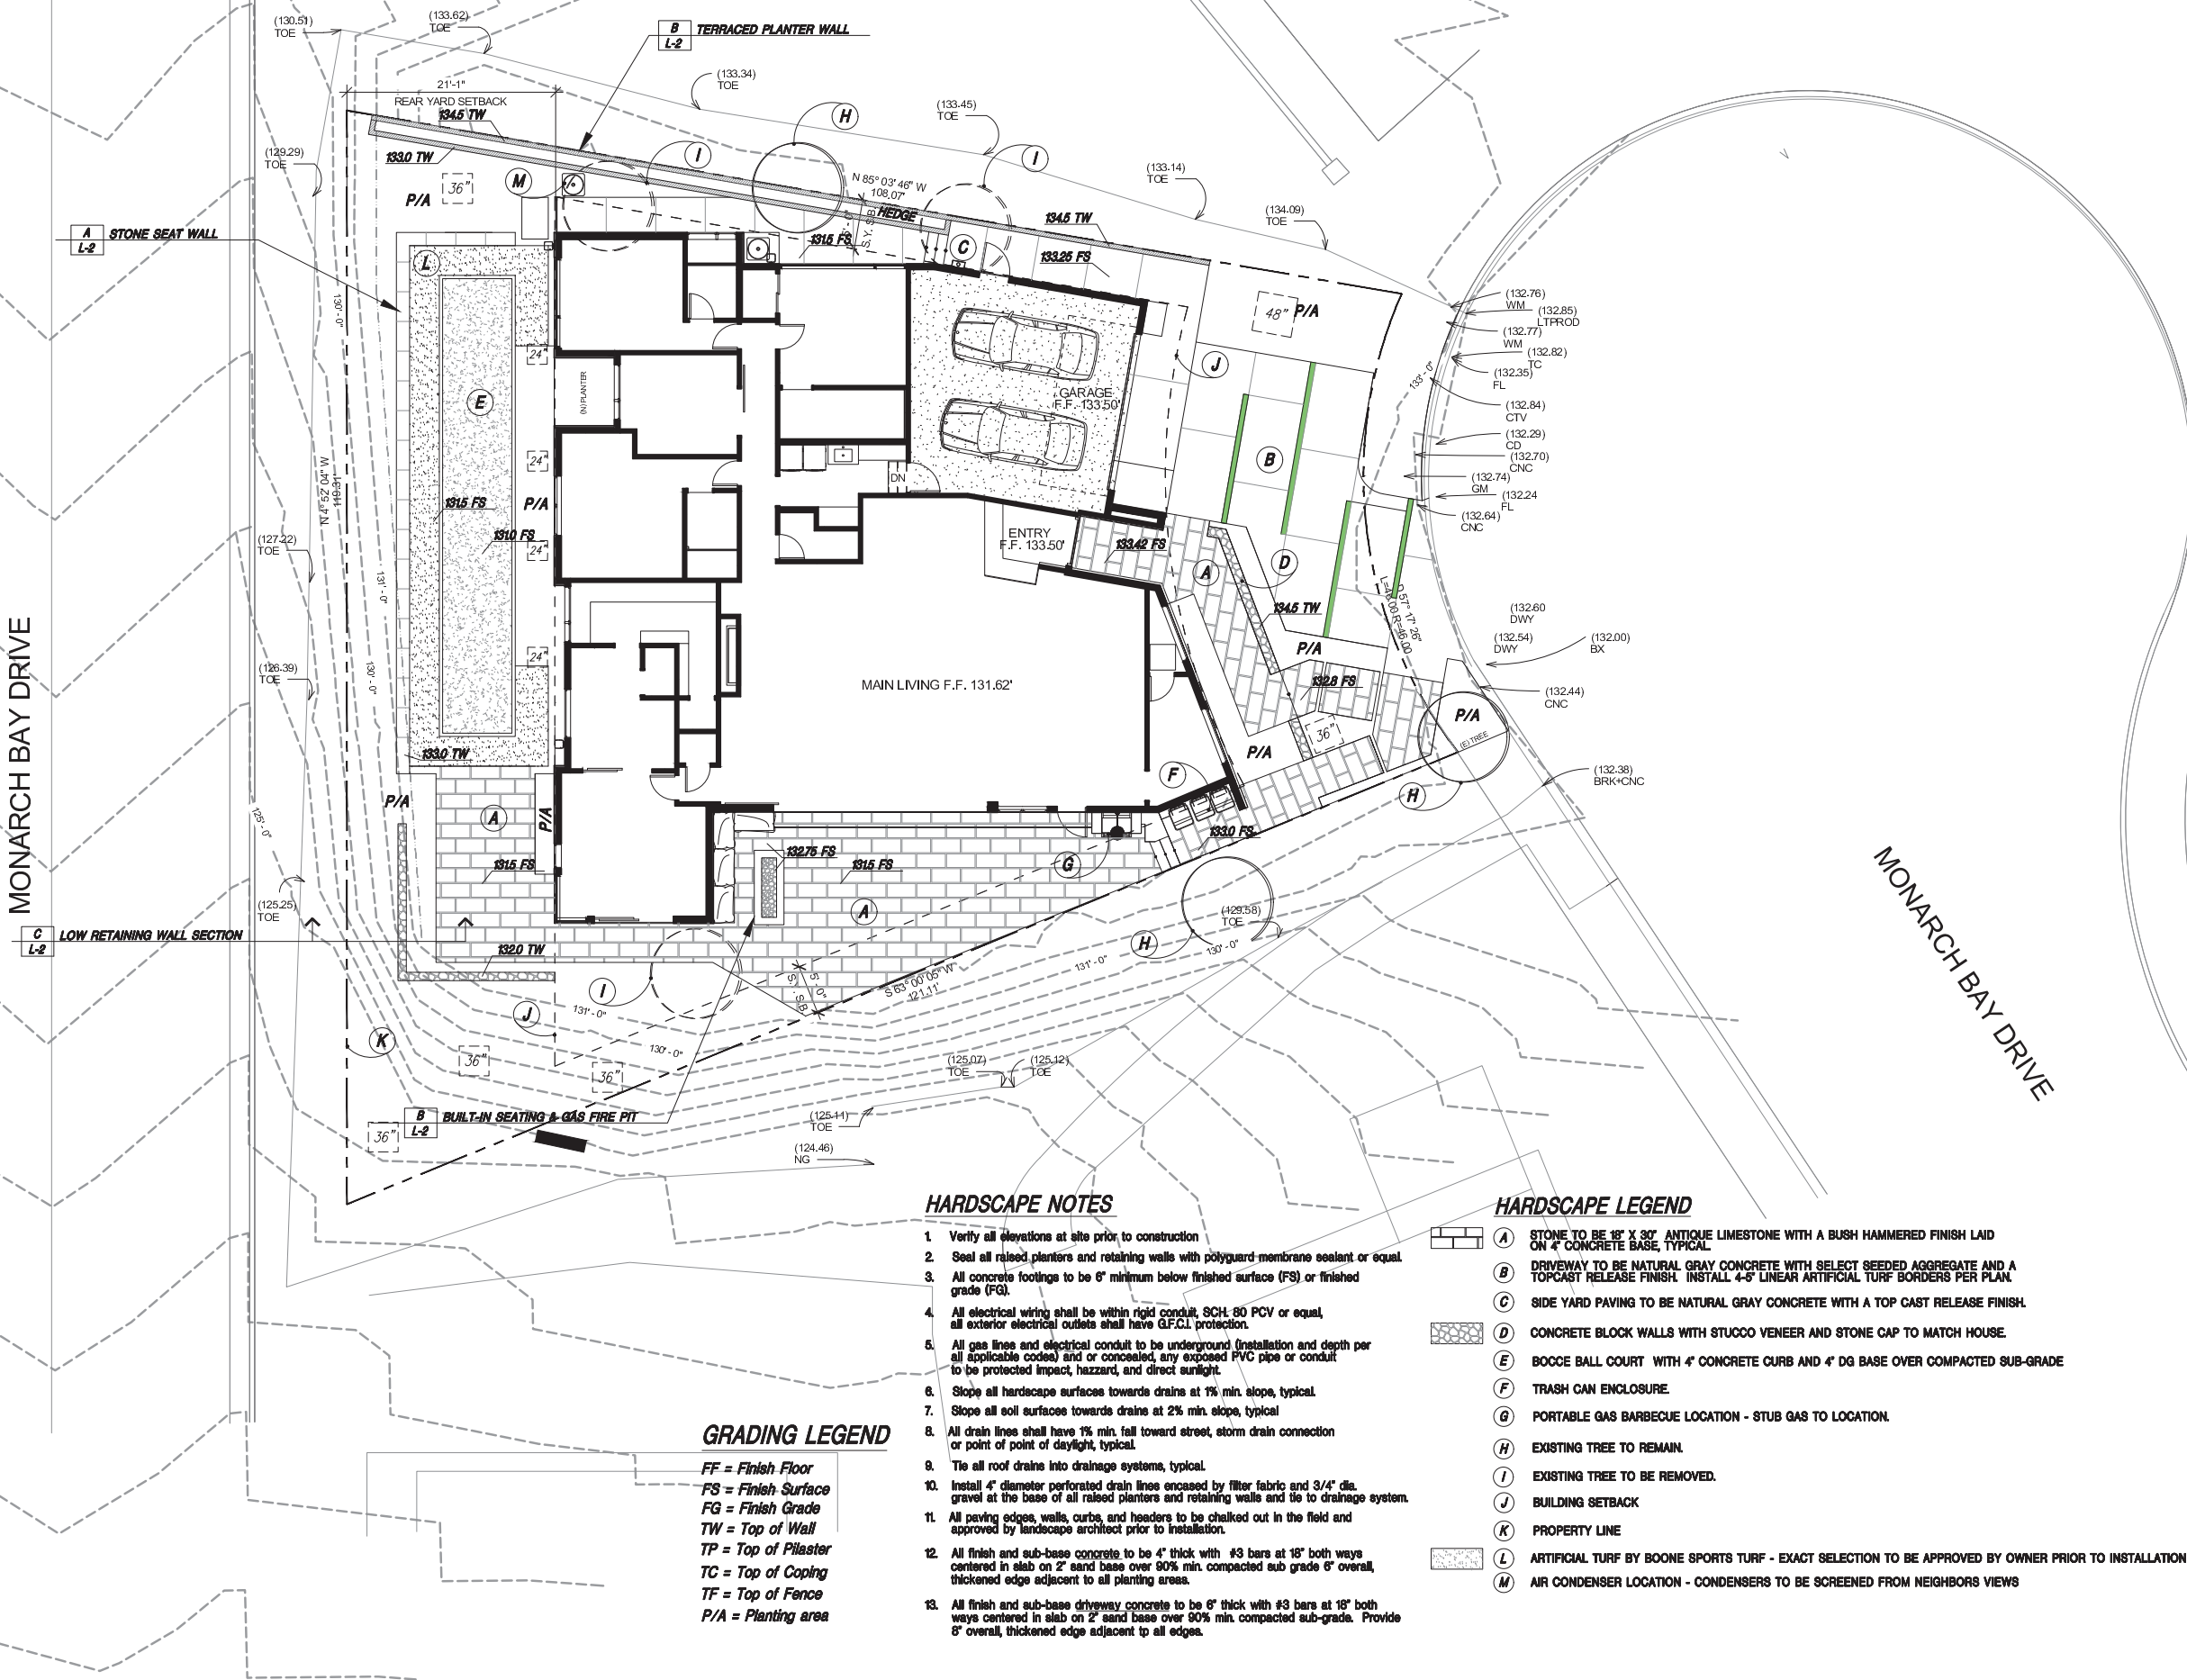 (130.51)
TOE
(133.62)
TOE
B
L-2
TERRACED PLANTER WALL
(133.34)
TOE
21'-1"
REAR YARD SETBACK
134.5 TW
(133.45)
TOE
H
(129.29)
TOE
133.0 TW
I
I
(133.14)
TOE
36"
M
N 85° 03' 46" W
108.07'
P/A
HEDGE
134.5 TW
(134.09)
TOE
A
L-2
STONE SEAT WALL
131.5 FS
5'-0"
S.Y. S.B.
C
133.25 FS
L
130'-0"
48"
P/A
(132.76)
WM
(132.85)
LTPROD
(132.77)
WM
(132.82)
TC
(132.35)
FL
24"
J
133'-0"
(N) PLANTER
GARAGE
F.F. 133.50'
E
(132.84)
CTV
(132.29)
CD
(132.70)
CNC
24"
B
DN
(132.74)
GM
(132.24
FL
N 4° 52' 04" W
119.31'
131.5 FS
P/A
(132.64)
CNC
131.0 FS
24"
ENTRY
F.F. 133.50'
133.42 FS
(127.22)
TOE
A
D
131'-0"
134.5 TW
D 57° 17' 26"
L=46.00 R=46.00
(132.60
DWY
(132.54)
DWY
(132.00)
BX
P/A
24"
(126.39)
TOE
130'-0"
MAIN LIVING F.F. 131.62'
132.8 FS
(132.44)
CNC
MONARCH BAY DRIVE
P/A
36"
(E) TREE
P/A
133.0 TW
F
(132.38)
BRK+CNC
P/A
H
125'-0"
A
P/A
133.0 FS
132.75 FS
131.5 FS
131.5 FS
G
MONARCH BAY DRIVE
(125.25)
TOE
A
(129.58)
TOE
C
L-2
LOW RETAINING WALL SECTION
132.0 TW
H
130'-0"
131'-0"
5'-0"
S.Y. S.B.
S 63° 00' 05" W
121.11'
I
J
131'-0"
K
130'-0"
36"
36"
(125.07)
TOE
(125.12)
TOE
B
L-2
BUILT-IN SEATING & GAS FIRE PIT
36"
(125.11)
TOE
(124.46)
NG
HARDSCAPE NOTES
1. Verify all elevations at site prior to construction
2. Seal all raised planters and retaining walls with polyguard membrane sealant or equal.
3. All concrete footings to be 6" minimum below finished surface (FS) or finished
grade (FG).
4. All electrical wiring shall be within rigid conduit, SCH. 80 PCV or equal,
all exterior electrical outlets shall have G.F.C.I. protection.
5. All gas lines and electrical conduit to be underground (installation and depth per
all applicable codes) and or concealed, any exposed PVC pipe or conduit
to be protected impact, hazzard, and direct sunlight.
6. Slope all hardscape surfaces towards drains at 1% min. slope, typical.
7. Slope all soil surfaces towards drains at 2% min. slope, typical
8. All drain lines shall have 1% min. fall toward street, storm drain connection
or point of point of daylight, typical.
9. Tie all roof drains into drainage systems, typical.
10. Install 4" diameter perforated drain lines encased by filter fabric and 3/4" dia.
gravel at the base of all raised planters and retaining walls and tie to drainage system.
11. All paving edges, walls, curbs, and headers to be chalked out in the field and
approved by landscape architect prior to installation.
12. All finish and sub-base concrete to be 4" thick with #3 bars at 18" both ways
centered in slab on 2" sand base over 90% min. compacted sub grade 6" overall,
thickened edge adjacent to all planting areas.
13. All finish and sub-base driveway concrete to be 6" thick with #3 bars at 18" both
ways centered in slab on 2" sand base over 90% min. compacted sub-grade. Provide
8" overall, thickened edge adjacent tp all edges.
HARDSCAPE LEGEND
A STONE TO BE 18" X 30" ANTIQUE LIMESTONE WITH A BUSH HAMMERED FINISH LAID
ON 4" CONCRETE BASE, TYPICAL.
B DRIVEWAY TO BE NATURAL GRAY CONCRETE WITH SELECT SEEDED AGGREGATE AND A
TOPCAST RELEASE FINISH. INSTALL 4-5" LINEAR ARTIFICIAL TURF BORDERS PER PLAN.
C SIDE YARD PAVING TO BE NATURAL GRAY CONCRETE WITH A TOP CAST RELEASE FINISH.
D CONCRETE BLOCK WALLS WITH STUCCO VENEER AND STONE CAP TO MATCH HOUSE.
E BOCCE BALL COURT WITH 4" CONCRETE CURB AND 4" DG BASE OVER COMPACTED SUB-GRADE
F TRASH CAN ENCLOSURE.
G PORTABLE GAS BARBECUE LOCATION - STUB GAS TO LOCATION.
H EXISTING TREE TO REMAIN.
I EXISTING TREE TO BE REMOVED.
J BUILDING SETBACK
K PROPERTY LINE
L ARTIFICIAL TURF BY BOONE SPORTS TURF - EXACT SELECTION TO BE APPROVED BY OWNER PRIOR TO INSTALLATION
M AIR CONDENSER LOCATION - CONDENSERS TO BE SCREENED FROM NEIGHBORS VIEWS
GRADING LEGEND
FF = Finish Floor
FS = Finish Surface
FG = Finish Grade
TW = Top of Wall
TP = Top of Pilaster
TC = Top of Coping
TF = Top of Fence
P/A = Planting area